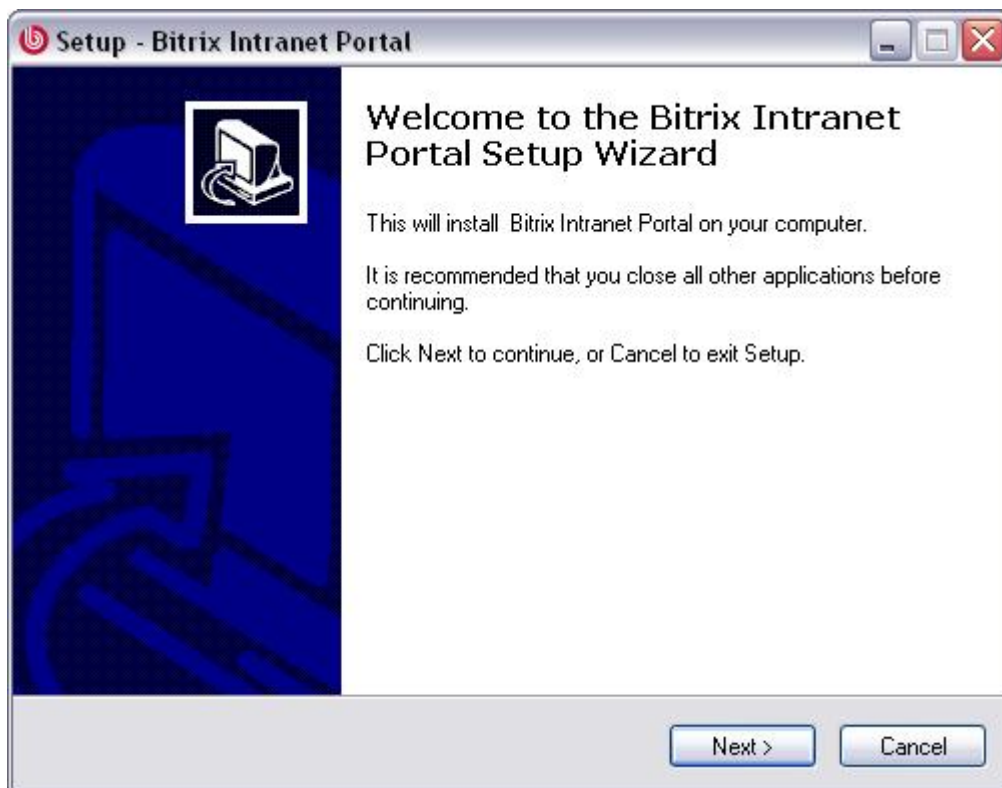 Setup - Bitrix Intranet Portal
Welcome to the Bitrix Intranet
Portal Setup Wizard
This will install  Bitrix Intranet Portal on your computer.
It is recommended that you close all other applications before
continuing.
Click Next to continue, or Cancel to exit Setup.
Next >
Cancel